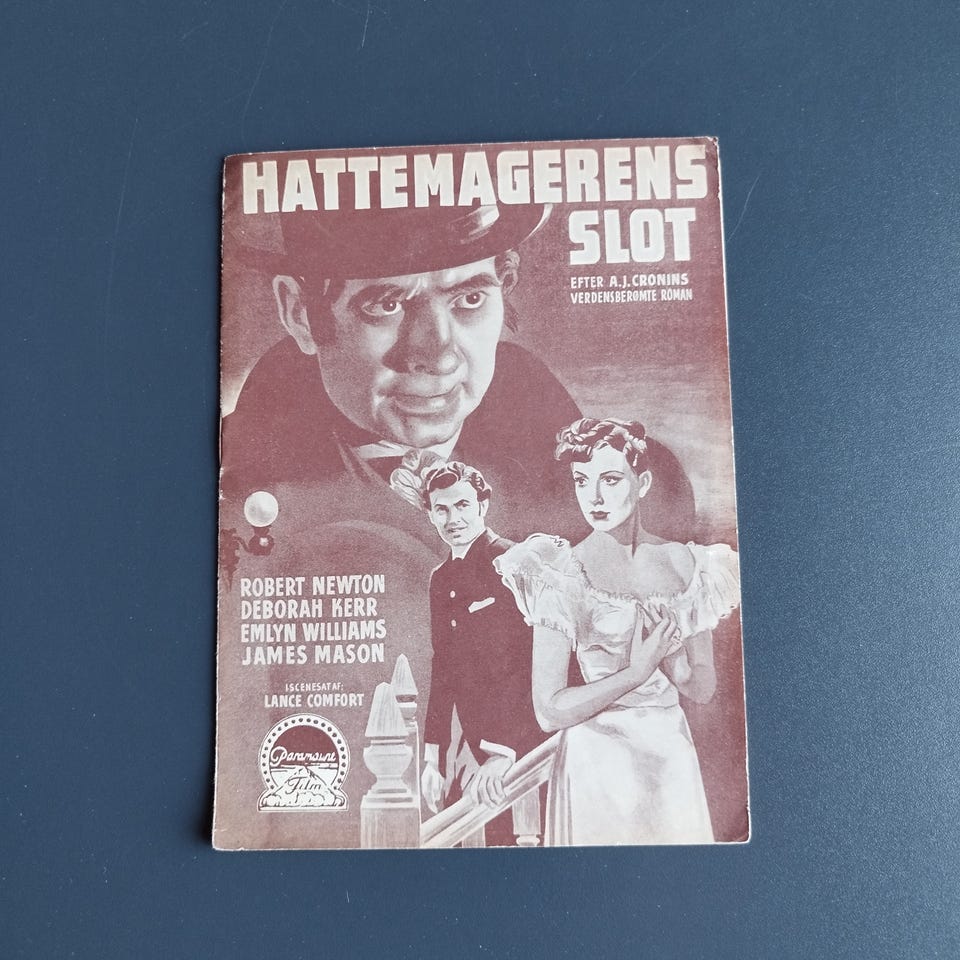 HATTEMAGERENS
SLOT
EFTER A.J.CRONINS
VERDENSBERØMTE ROMAN
ROBERT NEWTON
DEBORAH KERR
EMLYN WILLIAMS
JAMES MASON
ISCENESAT AF:
LANCE COMFORT
Paramount
Film